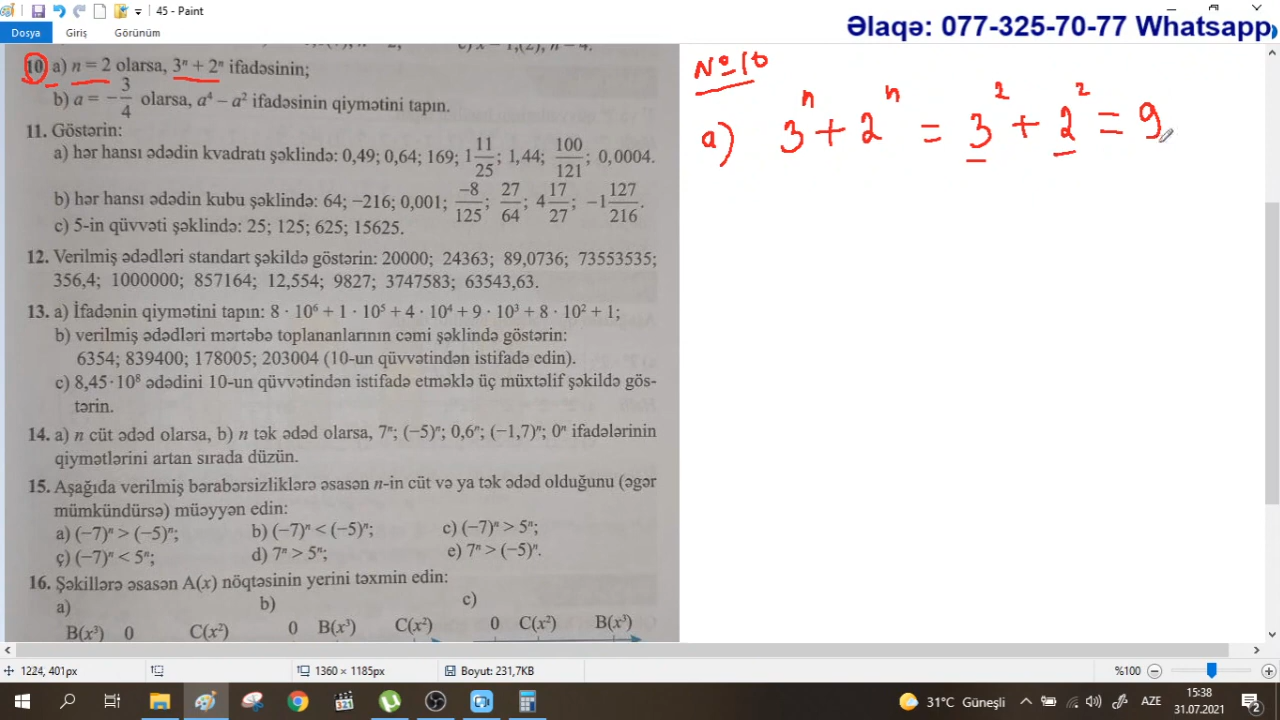 45 - Paint
Dosya Giriş Görünüm
Əlaqə: 077-325-70-77 Whatsapp
10. a) n = 2 olarsa, 3ⁿ + 2ⁿ ifadəsinin;
b) a = −3/4 olarsa, a⁴ – a² ifadəsinin qiymətini tapın.
11. Göstərin:
a) hər hansı ədədin kvadratı şəklində: 0,49; 0,64; 169; 1 11/25; 1,44; 100/121; 0,0004.
b) hər hansı ədədin kubu şəklində: 64; −216; 0,001; −8/125; 27/64; 4 17/27; −1 127/216.
c) 5-in qüvvəti şəklində: 25; 125; 625; 15625.
12. Verilmiş ədədləri standart şəkildə göstərin: 20000; 24363; 89,0736; 73553535;
356,4; 1000000; 857164; 12,554; 9827; 3747583; 63543,63.
13. a) İfadənin qiymətini tapın: 8 · 10⁶ + 1 · 10⁵ + 4 · 10⁴ + 9 · 10³ + 8 · 10² + 1;
b) verilmiş ədədləri mərtəbə toplananlarının cəmi şəklində göstərin:
6354; 839400; 178005; 203004 (10-un qüvvətindən istifadə edin).
c) 8,45·10⁸ ədədini 10-un qüvvətindən istifadə etməklə üç müxtəlif şəkildə gös-
tərin.
14. a) n cüt ədəd olarsa, b) n tək ədəd olarsa, 7ⁿ; (−5)ⁿ; 0,6ⁿ; (−1,7)ⁿ; 0ⁿ ifadələrinin
qiymətlərini artan sırada düzün.
15. Aşağıda verilmiş bərabərsizliklərə əsasən n-in cüt və ya tək ədəd olduğunu (əgər
mümkündürsə) müəyyən edin:
a) (−7)ⁿ > (−5)ⁿ; b) (−7)ⁿ < (−5)ⁿ; c) (−7)ⁿ > 5ⁿ;
ç) (−7)ⁿ < 5ⁿ; d) 7ⁿ > 5ⁿ; e) 7ⁿ > (−5)ⁿ.
16. Şəkillərə əsasən A(x) nöqtəsinin yerini təxmin edin:
a) b) c)
B(x³) 0 C(x²) 0 B(x³) C(x²) 0 C(x²) B(x³)
№10
a) 3ⁿ + 2ⁿ = 3² + 2² = 9
1224, 401px 1360 × 1185px Boyut: 231,7KB %100
31°C Güneşli AZE 15:38
31.07.2021
2